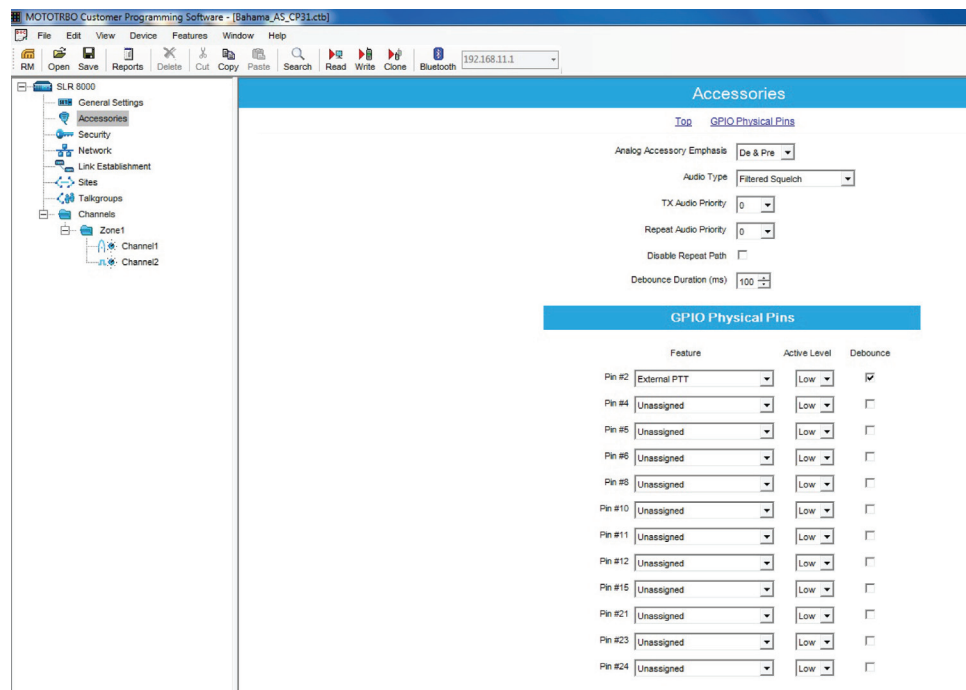 MOTOTRBO Customer Programming Software - [Bahama_AS_CP31.ctb]
File Edit View Device Features Window Help
RM Open Save Reports Delete Cut Copy Paste Search Read Write Clone Bluetooth 192.168.11.1
SLR 8000
General Settings
Accessories
Security
Network
Link Establishment
Sites
Talkgroups
Channels
Zone1
Channel1
Channel2
Accessories
Top GPIO Physical Pins
Analog Accessory Emphasis De & Pre
Audio Type Filtered Squelch
TX Audio Priority 0
Repeat Audio Priority 0
Disable Repeat Path
Debounce Duration (ms) 100
GPIO Physical Pins
Feature Active Level Debounce
Pin #2 External PTT Low
Pin #4 Unassigned Low
Pin #5 Unassigned Low
Pin #6 Unassigned Low
Pin #8 Unassigned Low
Pin #10 Unassigned Low
Pin #11 Unassigned Low
Pin #12 Unassigned Low
Pin #15 Unassigned Low
Pin #21 Unassigned Low
Pin #23 Unassigned Low
Pin #24 Unassigned Low